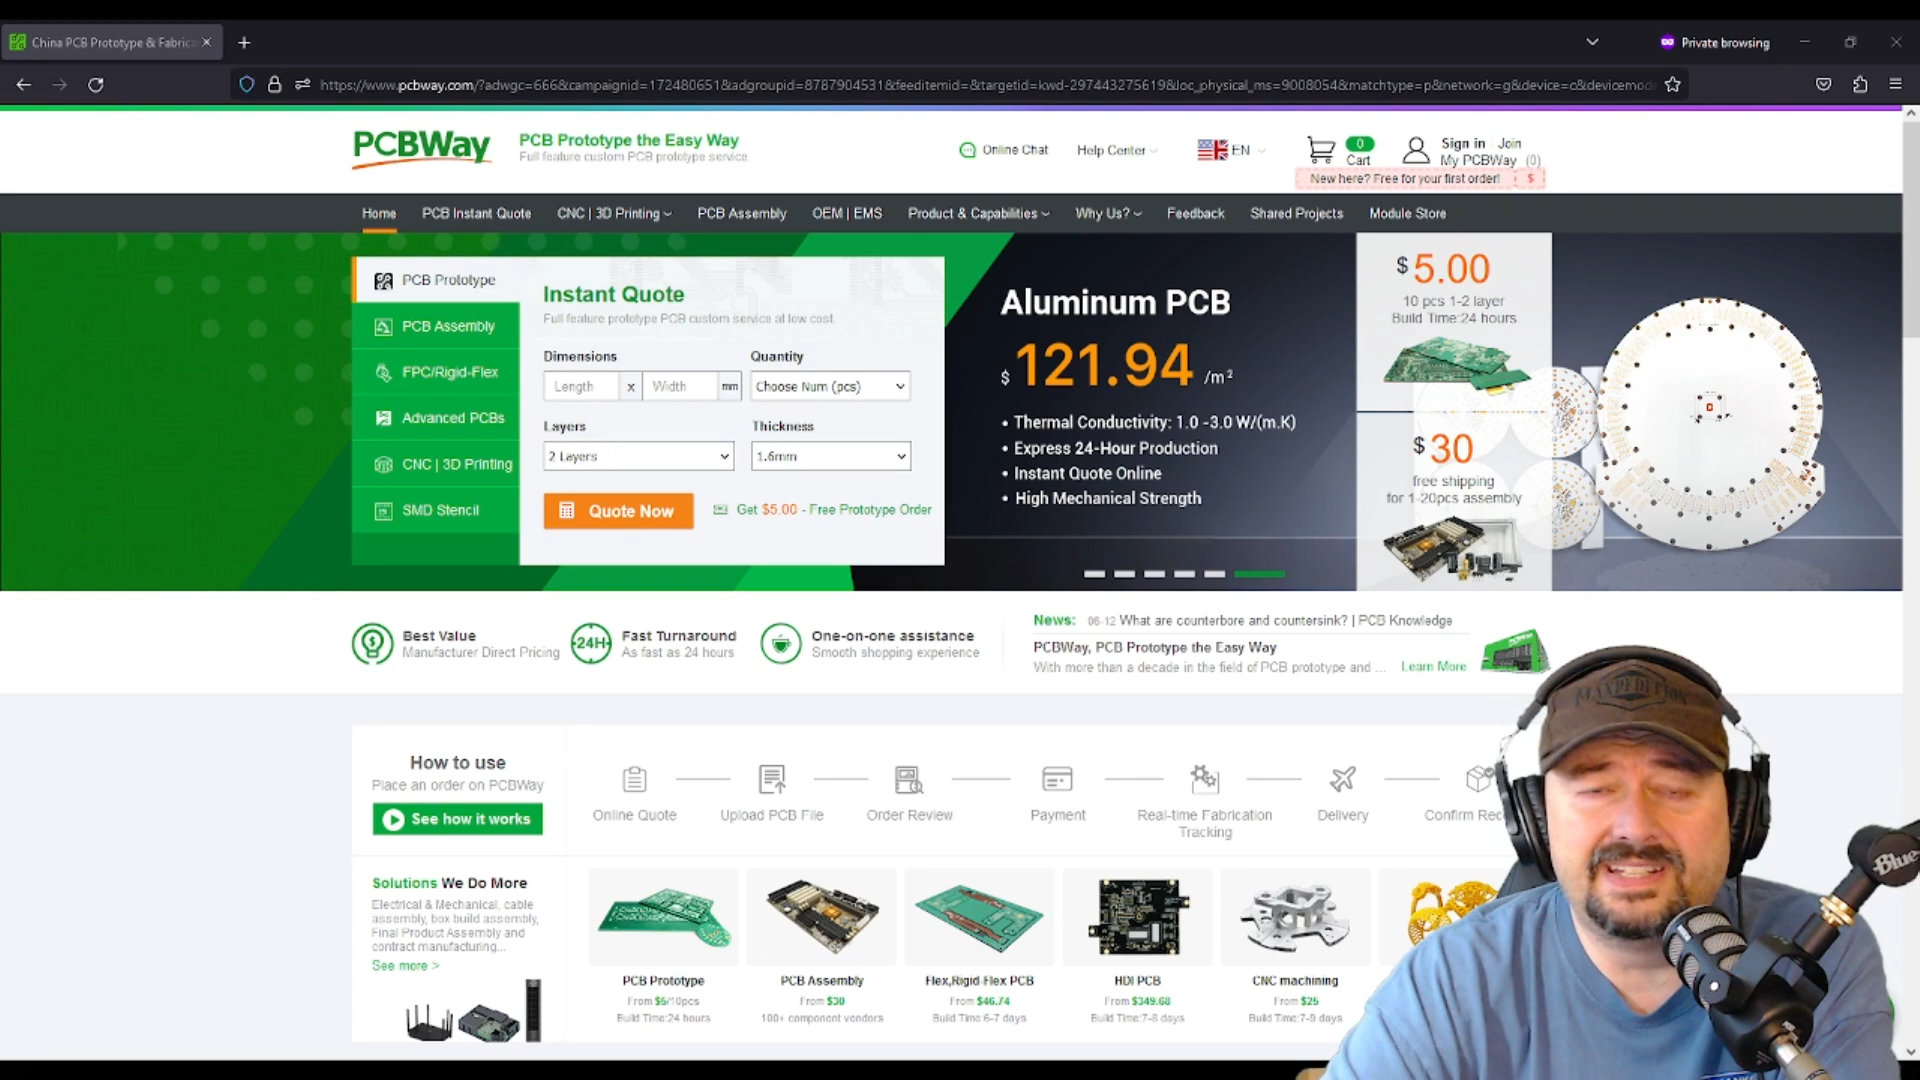 China PCB Prototype & Fabrica
Private browsing
https://www.pcbway.com/?adwgc=666&campaignid=172480651&adgroupid=8787904531&feeditemid=&targetid=kwd-297443275619&loc_physical_ms=9008054&matchtype=p&network=g&device=c&devicemod
PCBWay
PCB Prototype the Easy Way
Full feature custom PCB prototype service.
Online Chat
Help Center
EN
0
Cart
Sign in Join
My PCBWay (0)
New here? Free for your first order! $
Home PCB Instant Quote CNC | 3D Printing PCB Assembly OEM | EMS Product & Capabilities Why Us? Feedback Shared Projects Module Store
PCB Prototype
PCB Assembly
FPC/Rigid-Flex
Advanced PCBs
CNC | 3D Printing
SMD Stencil
Instant Quote
Full feature prototype PCB custom service at low cost.
Dimensions Quantity
Length x Width mm Choose Num (pcs)
Layers Thickness
2 Layers 1.6mm
Quote Now Get $5.00 - Free Prototype Order
Aluminum PCB
$ 121.94 /m²
• Thermal Conductivity: 1.0 -3.0 W/(m.K)
• Express 24-Hour Production
• Instant Quote Online
• High Mechanical Strength
$ 5.00
10 pcs 1-2 layer
Build Time:24 hours
$ 30
free shipping
for 1-20pcs assembly
Best Value
Manufacturer Direct Pricing
24H
Fast Turnaround
As fast as 24 hours
One-on-one assistance
Smooth shopping experience
News: 08-12 What are counterbore and countersink? | PCB Knowledge
PCBWay, PCB Prototype the Easy Way
With more than a decade in the field of PCB prototype and ... Learn More
How to use
Place an order on PCBWay
See how it works
Online Quote
Upload PCB File
Order Review
Payment
Real-time Fabrication
Tracking
Delivery
Confirm Rec
Solutions We Do More
Electrical & Mechanical, cable
assembly, box build assembly,
Final Product Assembly and
contract manufacturing...
See more >
PCB Prototype
From $5/10pcs
Build Time:24 hours
PCB Assembly
From $30
100+ component vendors
Flex,Rigid-Flex PCB
From $46.74
Build Time:6-7 days
HDI PCB
From $349.68
Build Time:7-8 days
CNC machining
From $25
Build Time:7-9 days
MAXPEDITION
Blue